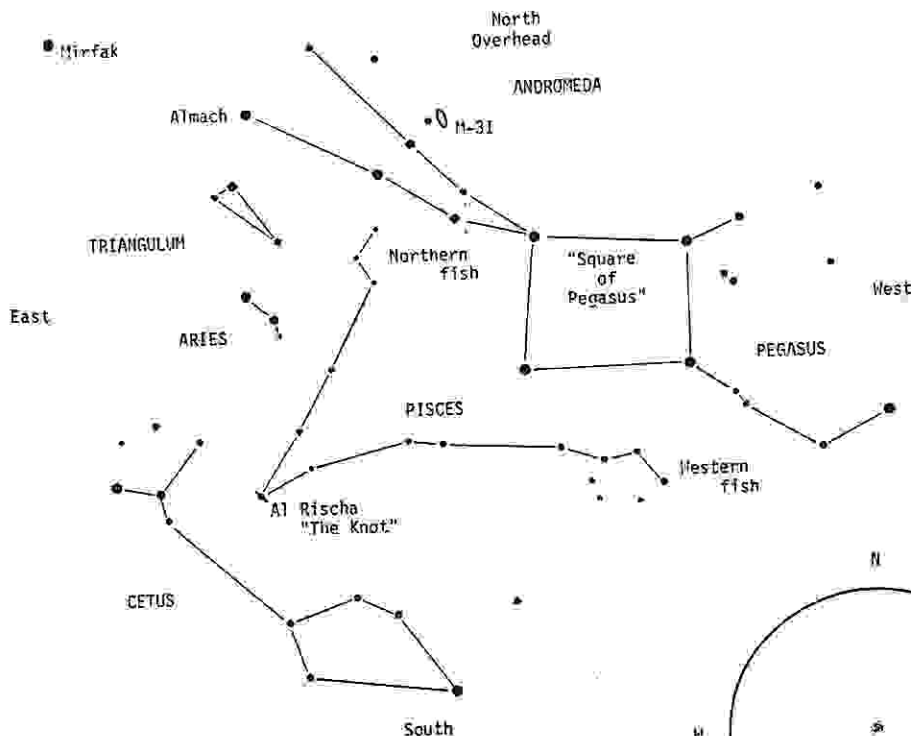 North
Overhead
Mirfak
ANDROMEDA
Almach
M-31
TRIANGULUM
Northern
fish
"Square
of
Pegasus"
West
East
ARIES
PEGASUS
PISCES
Western
fish
Al Rischa
"The Knot"
N
CETUS
South
W